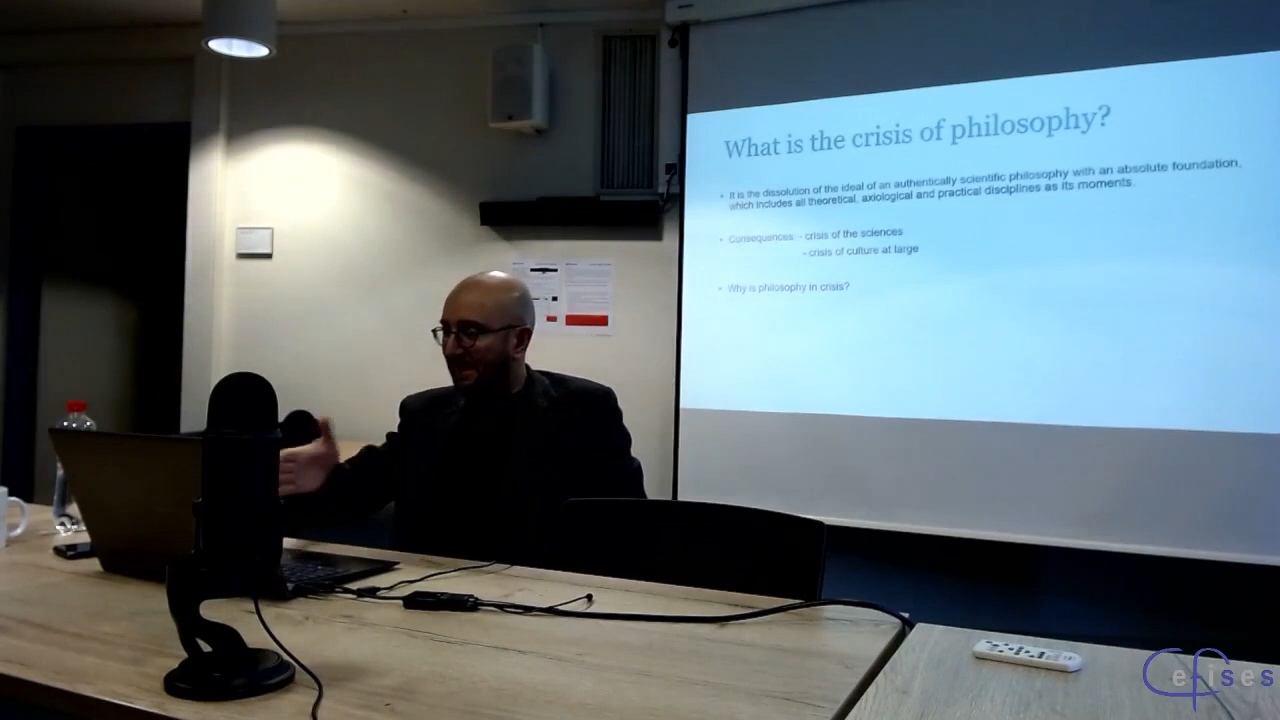 What is the crisis of philosophy?
• It is the dissolution of the ideal of an authentically scientific philosophy with an absolute foundation,
which includes all theoretical, axiological and practical disciplines as its moments.
• Consequences: - crisis of the sciences
- crisis of culture at large
• Why is philosophy in crisis?
Cefises